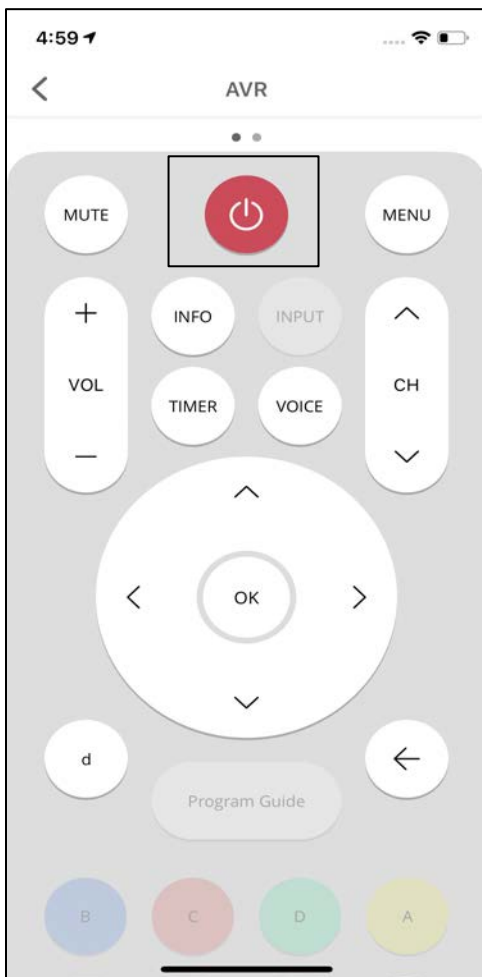 4:59
AVR
MUTE
MENU
+
INFO
INPUT
VOL
CH
TIMER
VOICE
—
OK
d
Program Guide
B
C
D
A